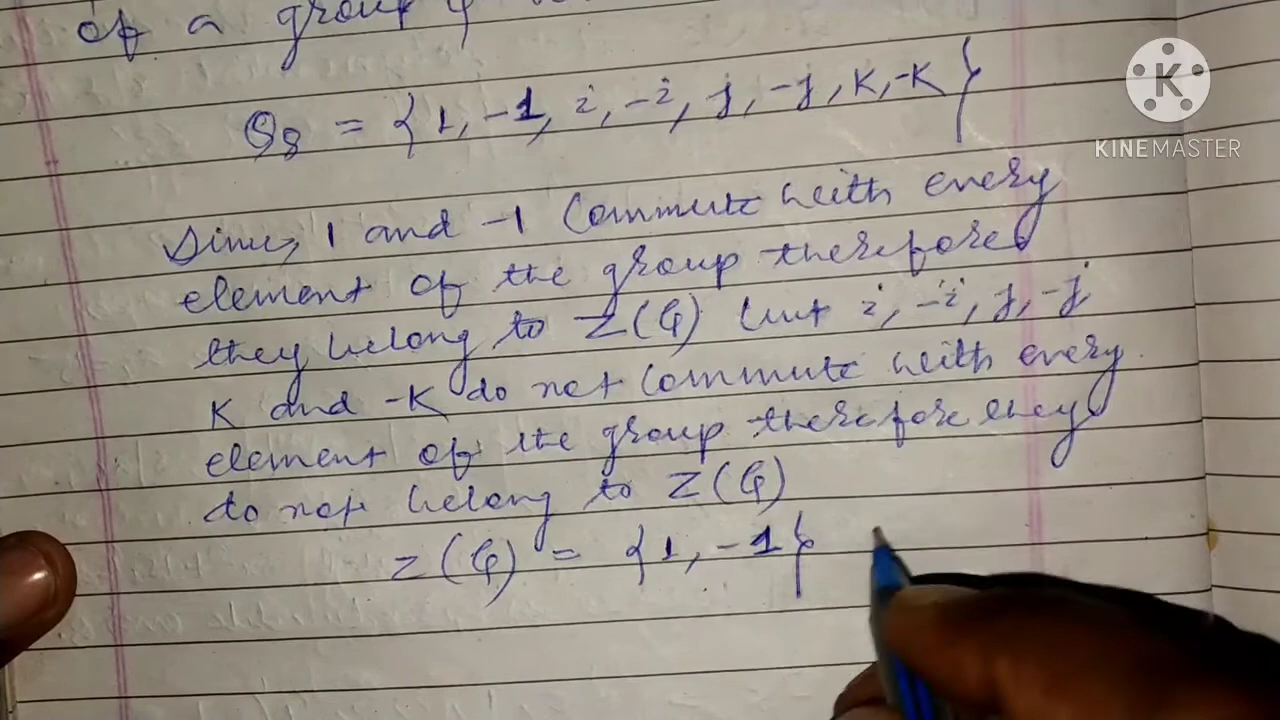 of a group G
Q8 = {1, -1, i, -i, j, -j, K, -K}
K
KINEMASTER
Since, 1 and -1 Commute with every
element of the group therefore
they belong to Z(G) but i, -i, j, -j
K and -K do not Commute with every
element of the group therefore they
do not belong to Z(G)
Z(G) = {1, -1}